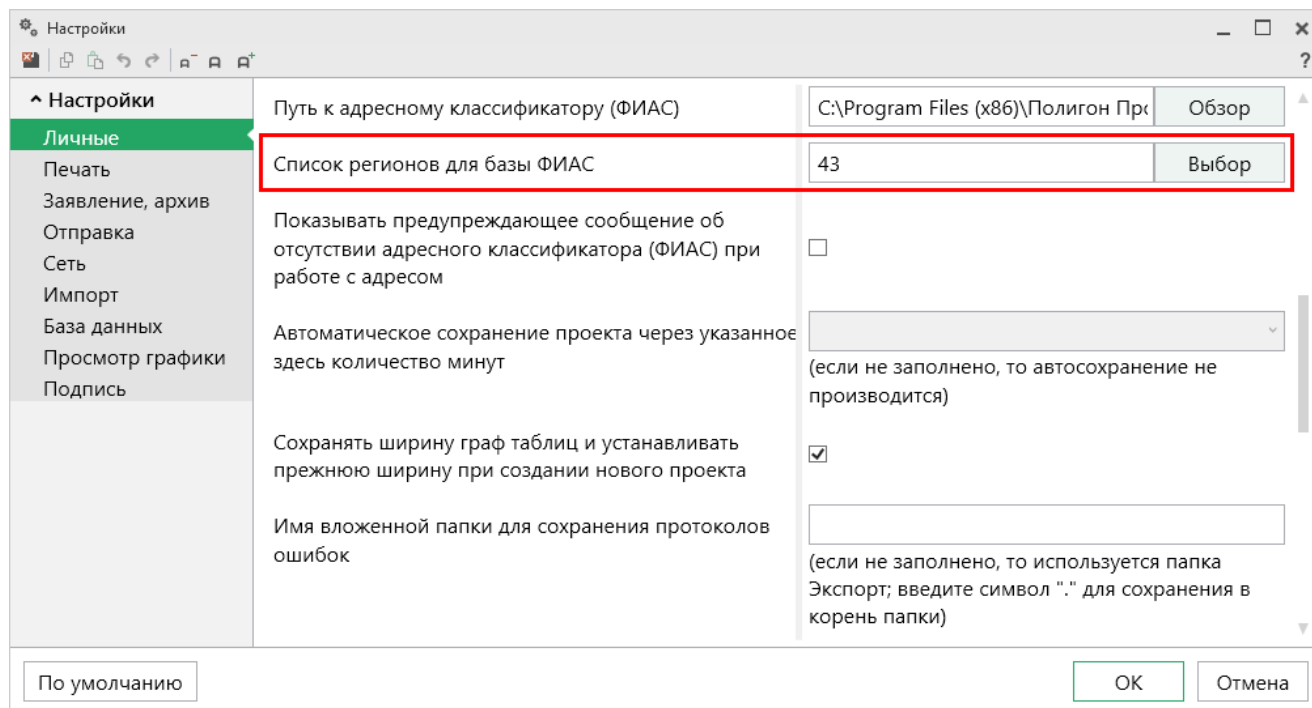 Настройки
?
Настройки
Личные
Печать
Заявление, архив
Отправка
Сеть
Импорт
База данных
Просмотр графики
Подпись
Путь к адресному классификатору (ФИАС)
C:\Program Files (x86)\Полигон Про
Обзор
Список регионов для базы ФИАС
43
Выбор
Показывать предупреждающее сообщение об
отсутствии адресного классификатора (ФИАС) при
работе с адресом
Автоматическое сохранение проекта через указанное
здесь количество минут
(если не заполнено, то автосохранение не
производится)
Сохранять ширину граф таблиц и устанавливать
прежнюю ширину при создании нового проекта
Имя вложенной папки для сохранения протоколов
ошибок
(если не заполнено, то используется папка
Экспорт; введите символ "." для сохранения в
корень папки)
По умолчанию
ОК
Отмена